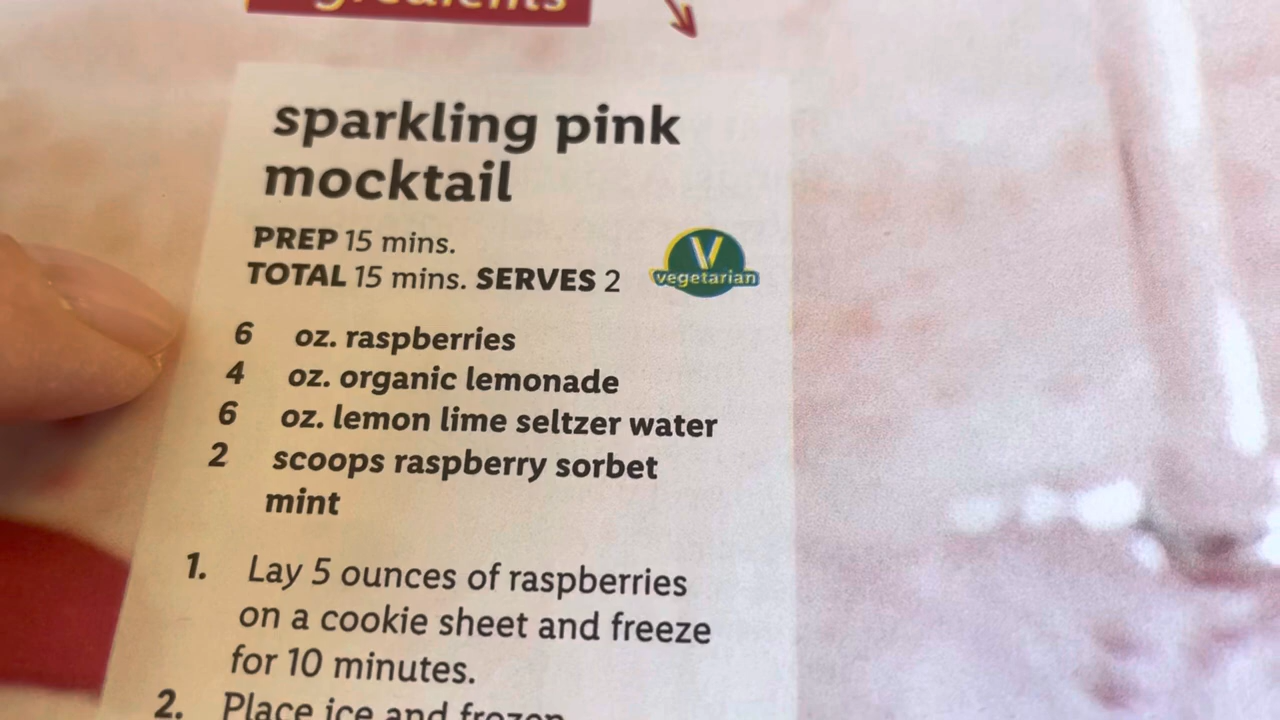 ingredients
sparkling pink
mocktail
PREP 15 mins.
TOTAL 15 mins. SERVES 2
V
vegetarian
6 oz. raspberries
4 oz. organic lemonade
6 oz. lemon lime seltzer water
2 scoops raspberry sorbet
mint
1. Lay 5 ounces of raspberries
on a cookie sheet and freeze
for 10 minutes.
2. Place ice and frozen